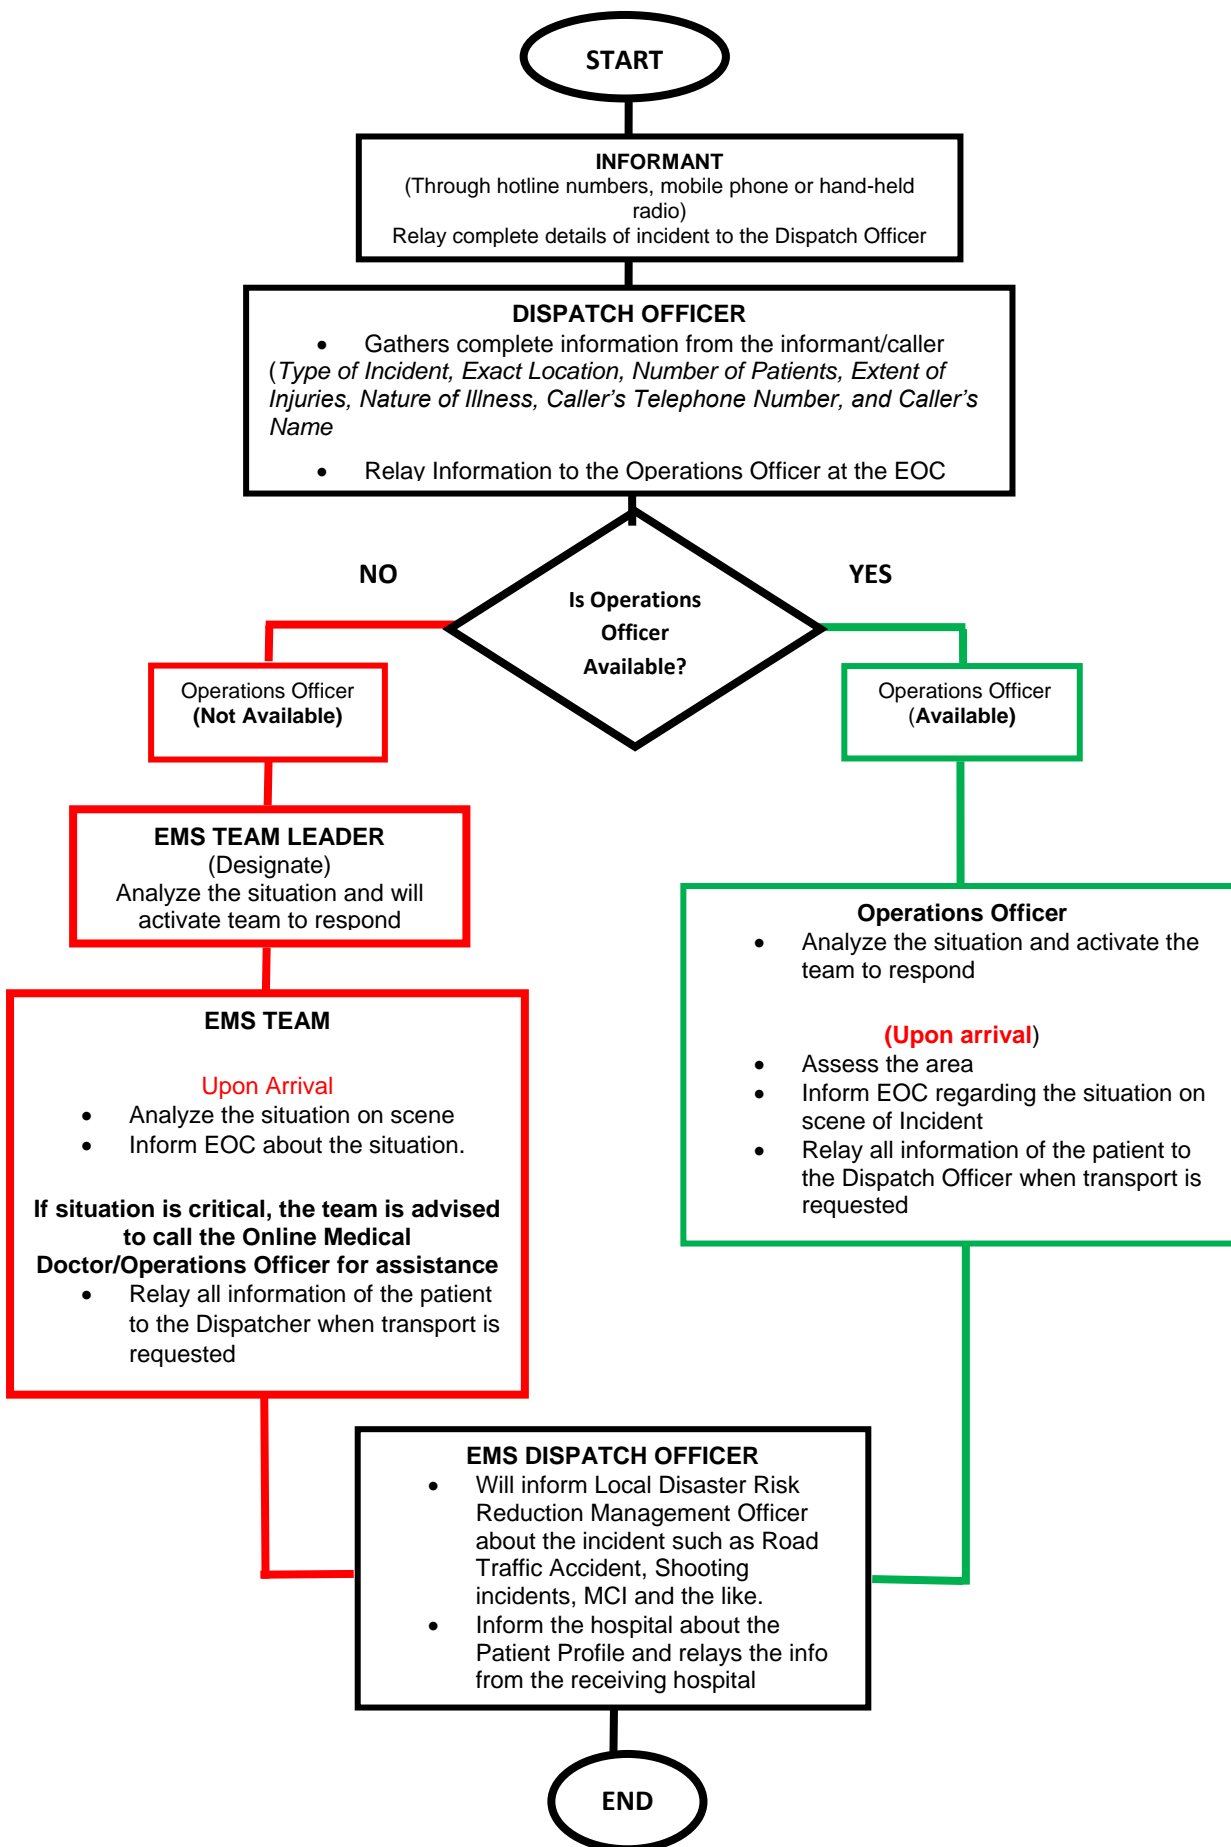 START
INFORMANT
(Through hotline numbers, mobile phone or hand-held
radio)
Relay complete details of incident to the Dispatch Officer
DISPATCH OFFICER
• Gathers complete information from the informant/caller
(Type of Incident, Exact Location, Number of Patients, Extent of
Injuries, Nature of Illness, Caller’s Telephone Number, and Caller’s
Name
• Relay Information to the Operations Officer at the EOC
NO
YES
Is Operations
Officer
Available?
Operations Officer
(Not Available)
Operations Officer
(Available)
EMS TEAM LEADER
(Designate)
Analyze the situation and will
activate team to respond
Operations Officer
• Analyze the situation and activate the
team to respond
(Upon arrival)
• Assess the area
• Inform EOC regarding the situation on
scene of Incident
• Relay all information of the patient to
the Dispatch Officer when transport is
requested
EMS TEAM
Upon Arrival
• Analyze the situation on scene
• Inform EOC about the situation.
If situation is critical, the team is advised
to call the Online Medical
Doctor/Operations Officer for assistance
• Relay all information of the patient
to the Dispatcher when transport is
requested
EMS DISPATCH OFFICER
• Will inform Local Disaster Risk
Reduction Management Officer
about the incident such as Road
Traffic Accident, Shooting
incidents, MCI and the like.
• Inform the hospital about the
Patient Profile and relays the info
from the receiving hospital
END